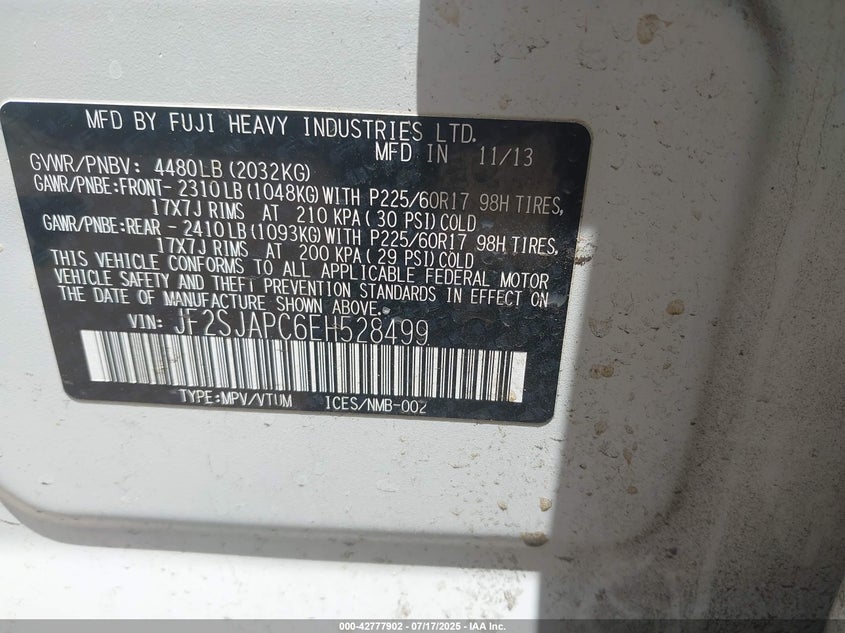 MFD BY FUJI HEAVY INDUSTRIES LTD.
MFD IN 11/13
GVWR/PNBV: 4480LB (2032KG)
GAWR/PNBE:FRONT- 2310LB (1048KG) WITH P225/60R17 98H TIRES,
17X7J RIMS AT 210 KPA( 30 PSI) COLD
GAWR/PNBE:REAR - 2410LB (1093KG) WITH P225/60R17 98H TIRES,
17X7J RIMS AT 200 KPA( 29 PSI) COLD
THIS VEHICLE CONFORMS TO ALL APPLICABLE FEDERAL MOTOR
VEHICLE SAFETY AND THEFT PREVENTION STANDARDS IN EFFECT ON
THE DATE OF MANUFACTURE SHOWN ABOVE.
VIN: JF2SJAPC6EH528499
TYPE:MPV/VTUM ICES/NMB-002
000-42777902 - 07/17/2025 - IAA Inc.